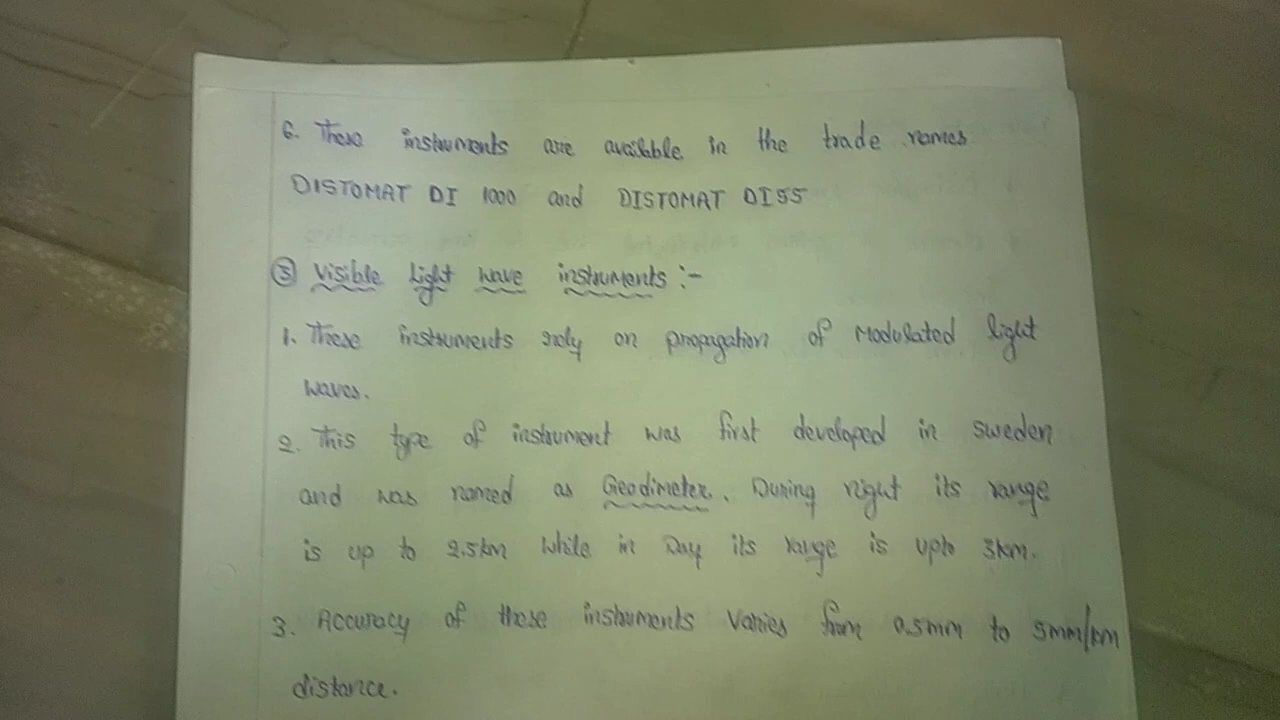 6. These instruments are available in the trade names
DISTOMAT DI 1000 and DISTOMAT DI55
③ Visible Light wave instruments :-
1. These instruments rely on propagation of Modulated light
waves.
2. This type of instrument was first developed in sweden
and was named as Geodimeter. During night its range
is up to 2.5km While in Day its range is upto 3km.
3. Accuracy of these instruments Varies from 0.5mm to 5mm/km
distance.